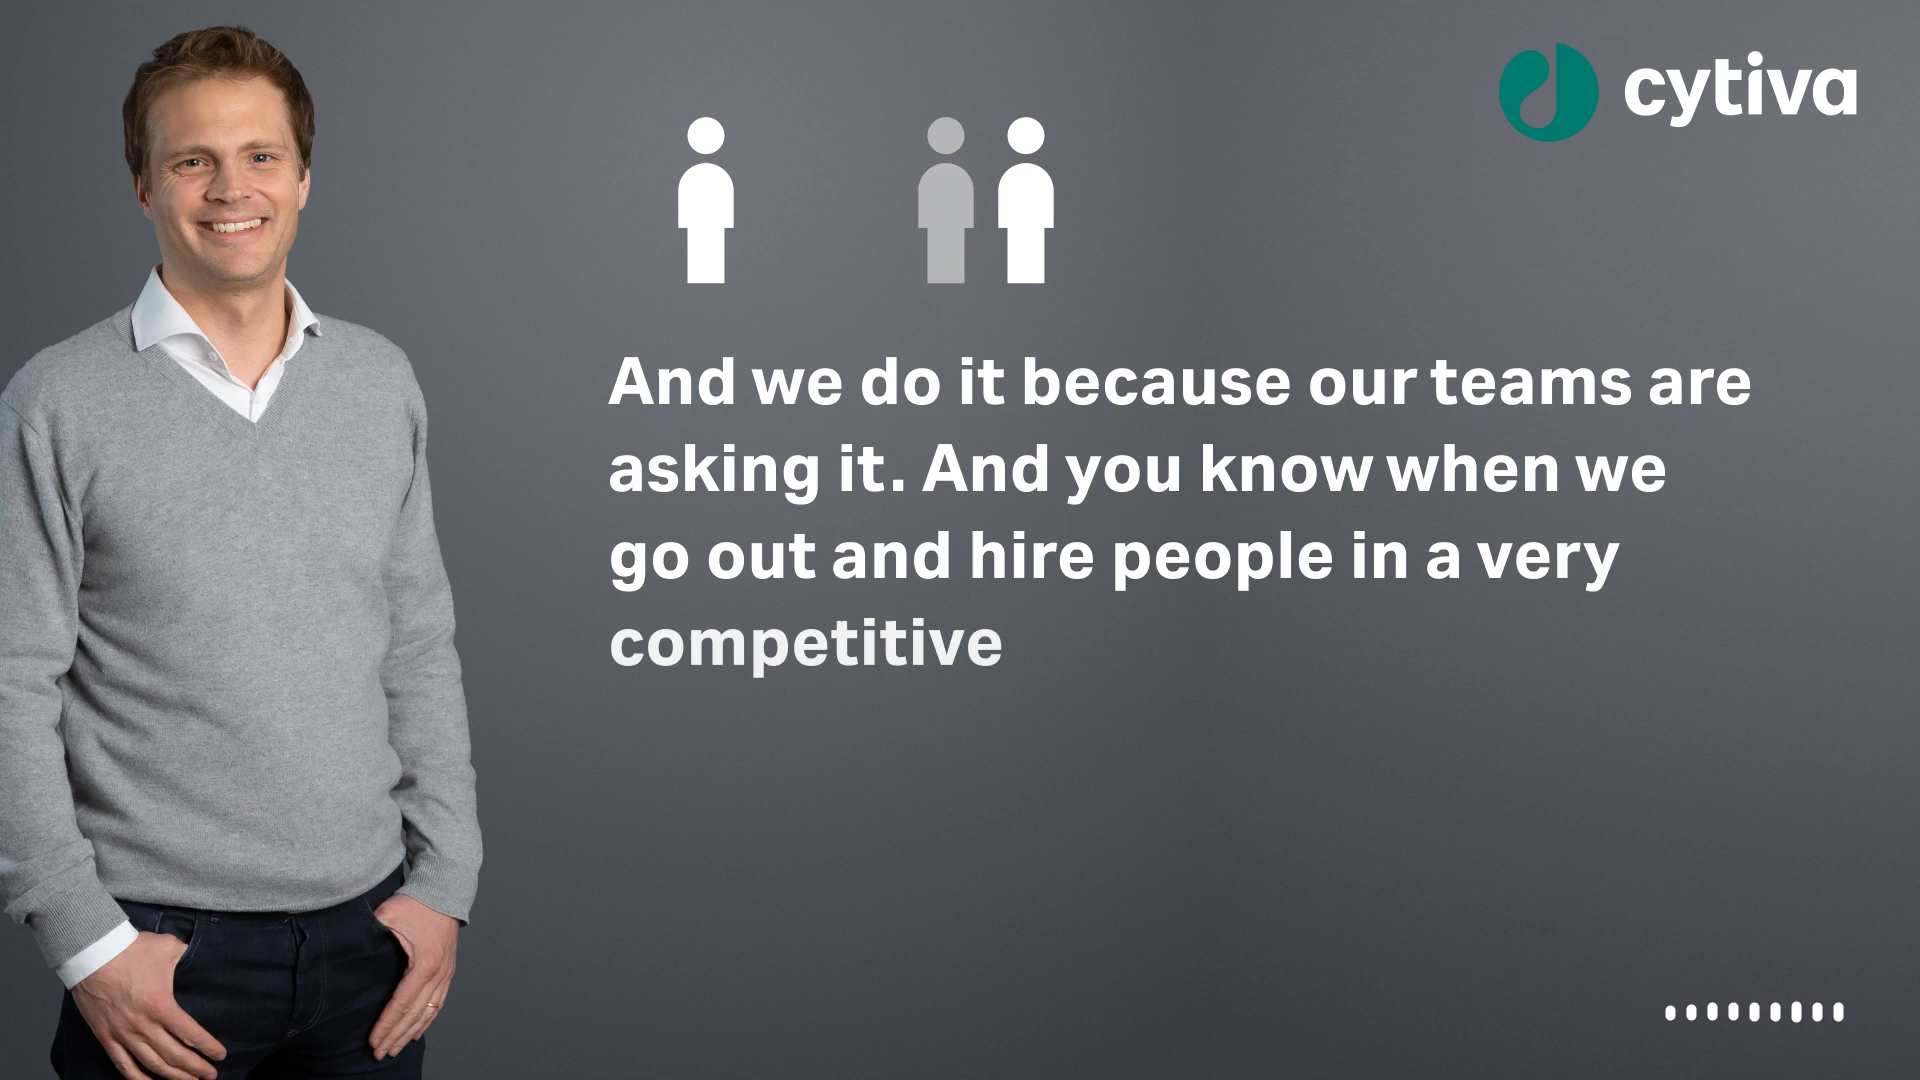 cytiva
And we do it because our teams are
asking it. And you know when we
go out and hire people in a very
competitive